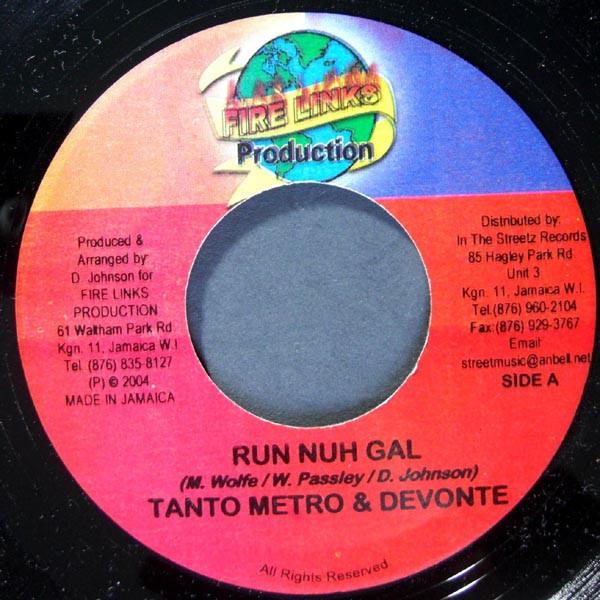 FIRE LINKS
Production
Produced &
Arranged by:
D. Johnson for
FIRE LINKS
PRODUCTION
61 Waltham Park Rd
Kgn. 11, Jamaica W.I
Tel. (876) 835-8127
(P) © 2004
MADE IN JAMAICA
Distributed by:
In The Streetz Records
85 Hagley Park Rd.
Unit 3
Kgn. 11, Jamaica W.I.
Tel.(876) 960-2104
Fax:(876) 929-3767
Email:
streetmusic@anbell.net
SIDE A
RUN NUH GAL
(M. Wolfe / W. Passley / D. Johnson)
TANTO METRO & DEVONTE
All Rights Reserved